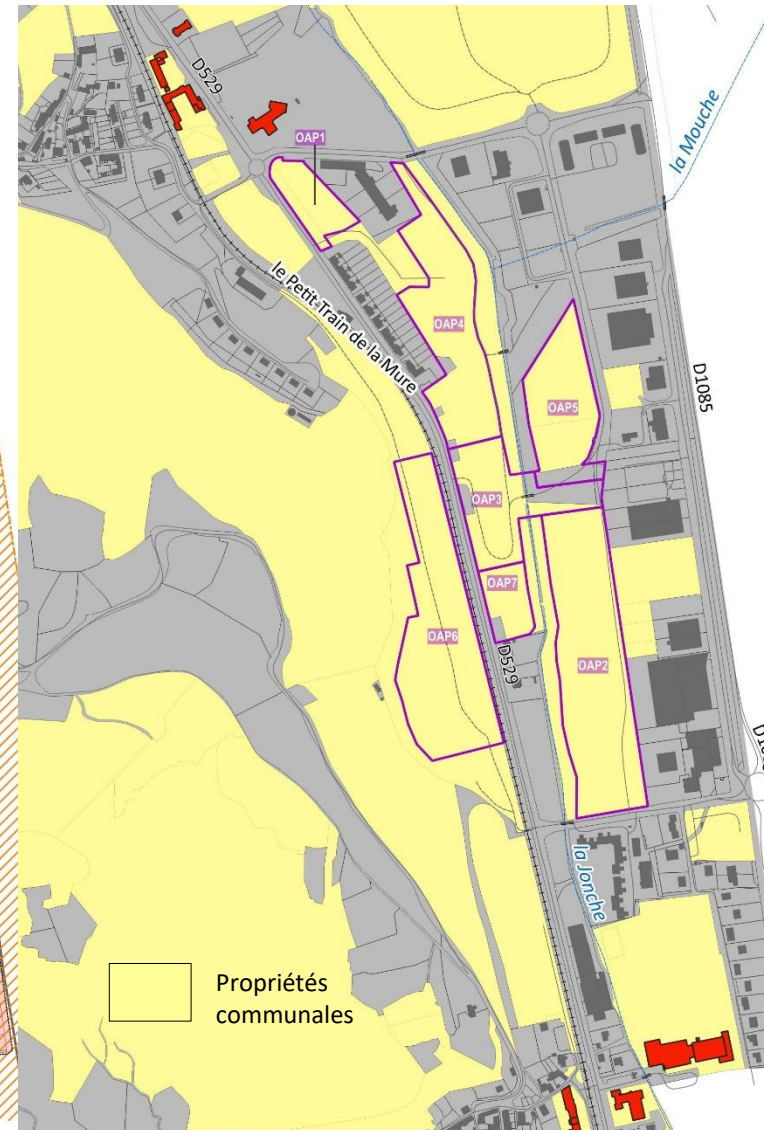 D529
OAP1
la Mouche
le Petit Train de la Mure
OAP4
D1085
OAP5
OAP3
OAP7
OAP6
D529
OAP2
la Jonche
Propriétés
communales